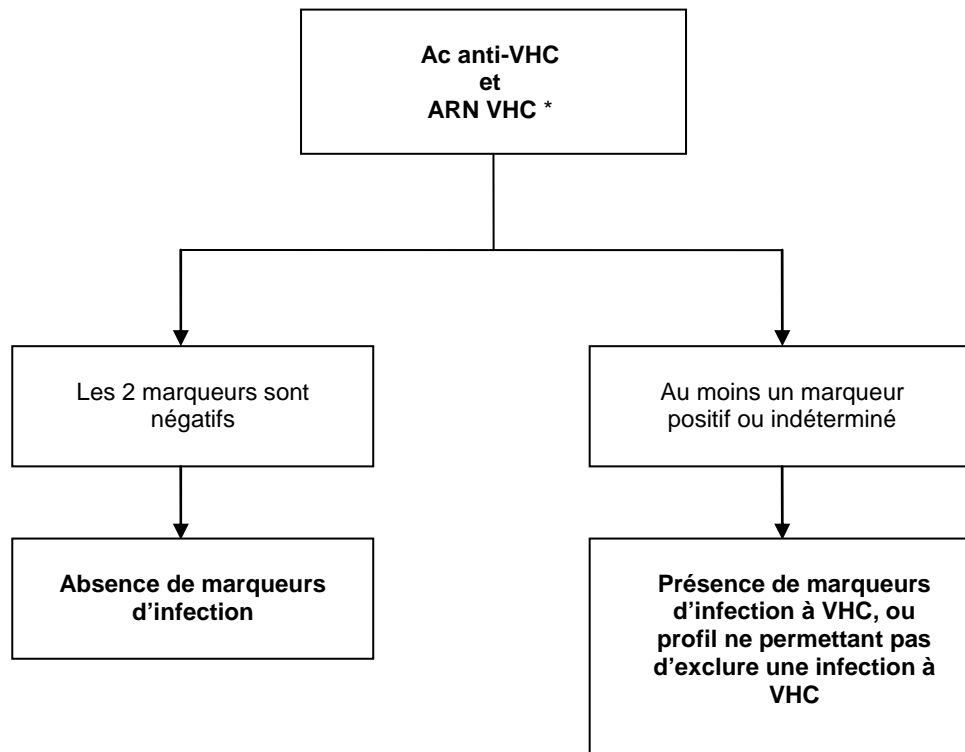 Ac anti-VHC
et
ARN VHC *
Les 2 marqueurs sont
négatifs
Au moins un marqueur
positif ou indéterminé
Absence de marqueurs
d’infection
Présence de marqueurs
d’infection à VHC, ou
profil ne permettant pas
d’exclure une infection à
VHC